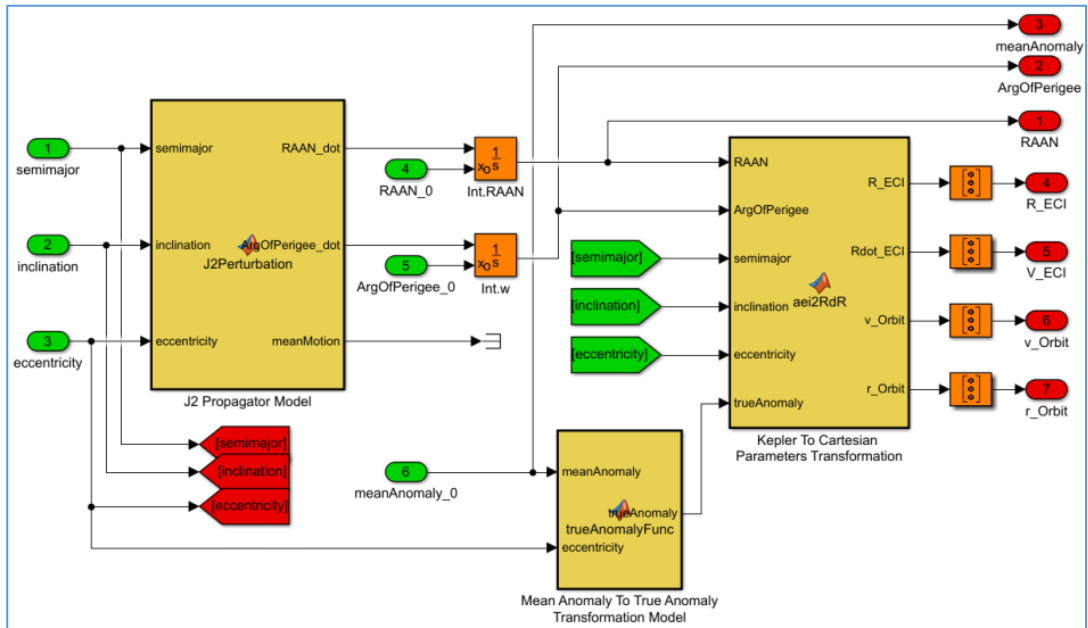 3
meanAnomaly
2
ArgOfPerigee
1
RAAN
1
semimajor
2
inclination
3
eccentricity
semimajor
inclination
eccentricity
J2Perturbation
RAAN_dot
ArgOfPerigee_dot
meanMotion
J2 Propagator Model
4
RAAN_0
1
s
xo
Int.RAAN
5
ArgOfPerigee_0
1
s
xo
Int.w
[semimajor]
[inclination]
[eccentricity]
[semimajor]
[inclination]
[eccentricity]
6
meanAnomaly_0
meanAnomaly
eccentricity
trueAnomaly
trueAnomalyFunc
Mean Anomaly To True Anomaly
Transformation Model
RAAN
ArgOfPerigee
semimajor
inclination
eccentricity
trueAnomaly
aei2RdR
R_ECI
Rdot_ECI
v_Orbit
r_Orbit
Kepler To Cartesian
Parameters Transformation
4
R_ECI
5
V_ECI
6
v_Orbit
7
r_Orbit